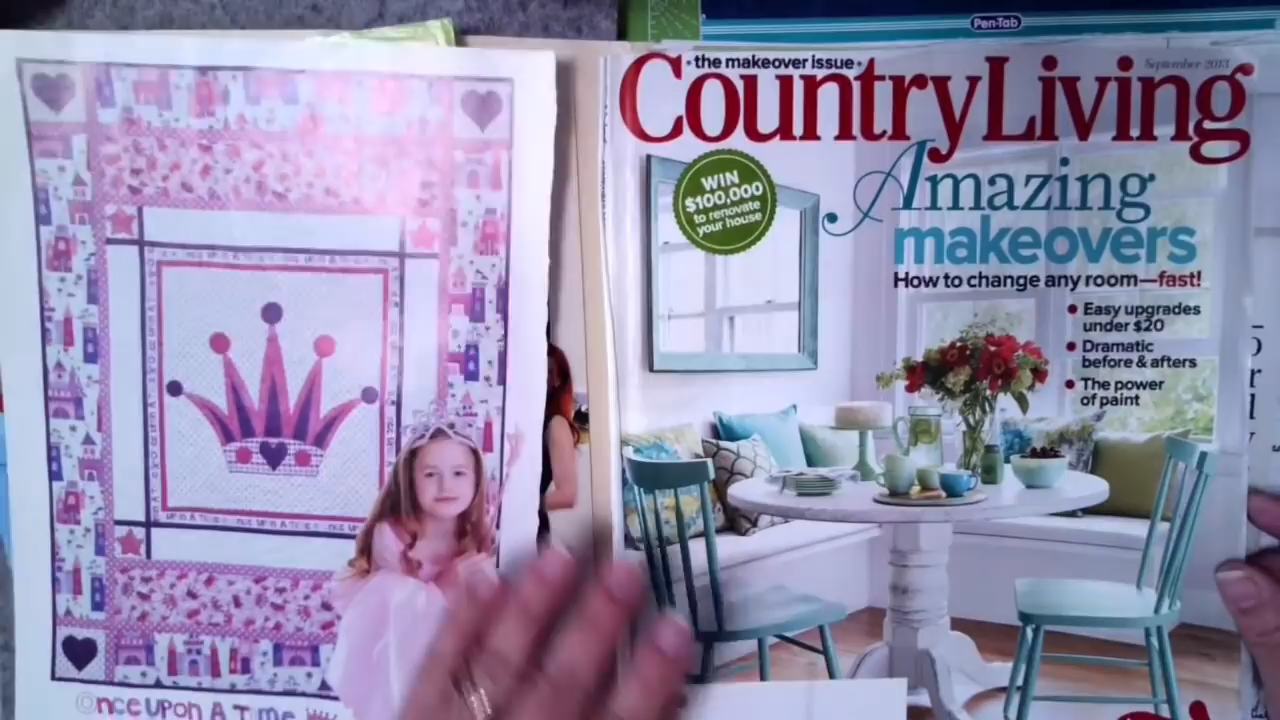 Pen-Tab
• the makeover issue •
September 2013
Country Living
WIN
$100,000
to renovate
your house
Amazing
makeovers
How to change any room—fast!
• Easy upgrades
under $20
• Dramatic
before & afters
• The power
of paint
Once upon a time